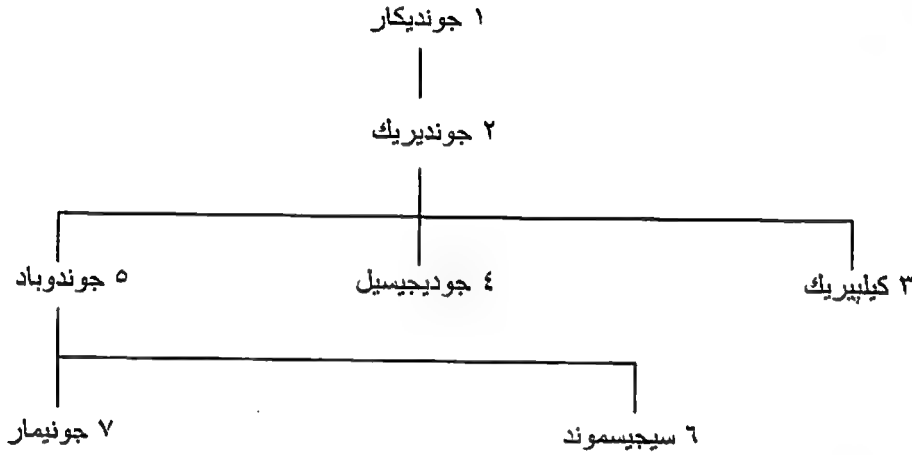 ١ جونديكار
٢ جونديريك
٣ كيلبيريك
٤ جوديجيسيل
٥ جوندوباد
٦ سيجيسموند
٧ جونيمار